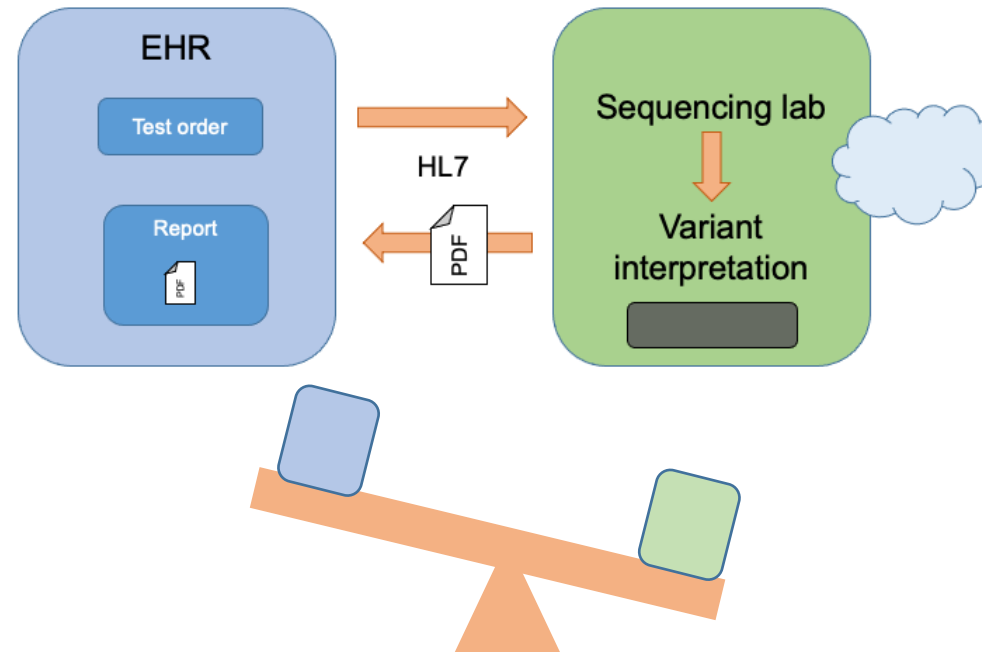 EHR
Test order
Report
PDF
HL7
PDF
Sequencing lab
Variant
interpretation